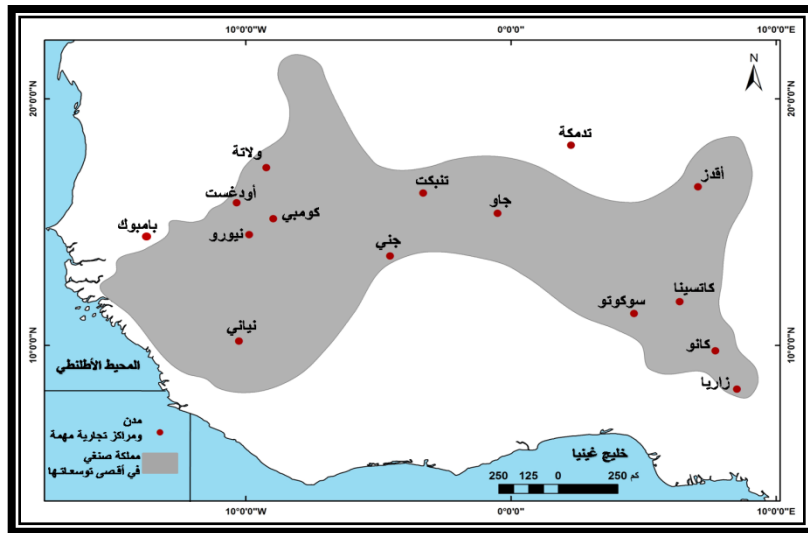 10°0'0"W
0°0'0"
10°0'0"E
N
20°0'0"N
20°0'0"N
تدمكة
ولاتة
أقدز
تنبكت
أودغست
جاو
كومبي
بامبوك
نيورو
جني
كاتسينا
سوكوتو
نياني
كانو
10°0'0"N
10°0'0"N
المحيط الأطلنطي
زاريا
مدن
ومراكز تجارية مهمة
مملكة صنغي
في أقصى توسعاتها
خليج غينيا
250 125 0 250 كم
10°0'0"W
0°0'0"
10°0'0"E